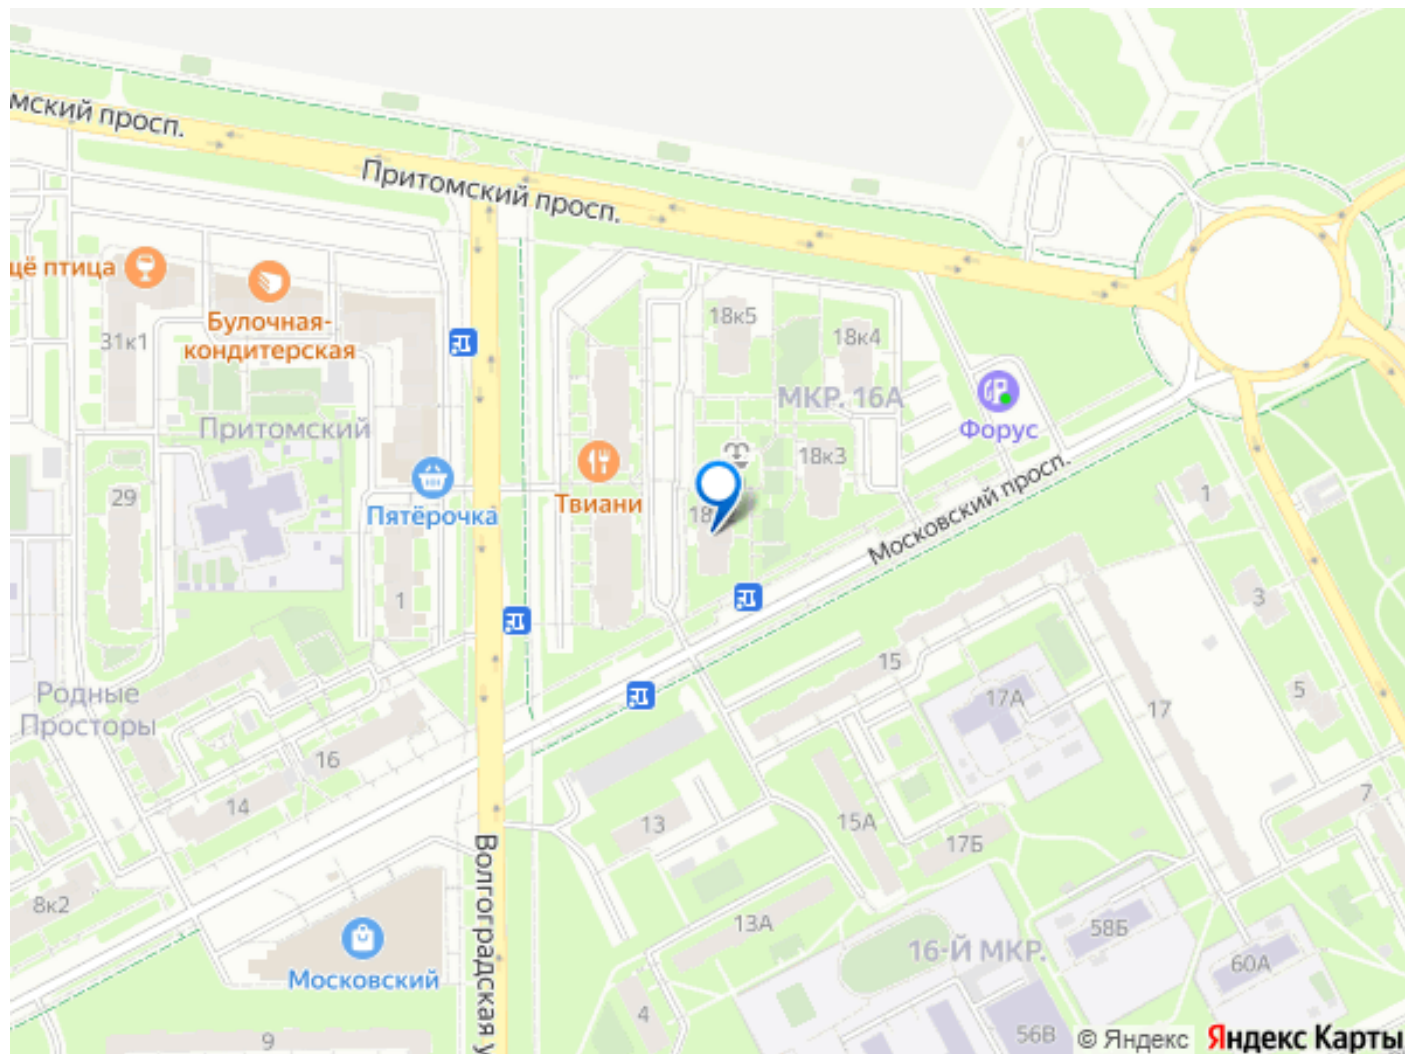 мский просп.
Притомский просп.
щё птица
Булочная-
кондитерская
31к1
18к5
18к4
МКР. 16А
Форус
Притомский
18к3
29
Пятёрочка
Твиани
Московский просп.
1
1
3
15
17А
5
17
Родные
Просторы
16
14
13
15А
17Б
7
8к2
Волгоградская у
13А
58Б
16-Й МКР.
60А
Московский
4
56В
9
© Яндекс
Яндекс Карты